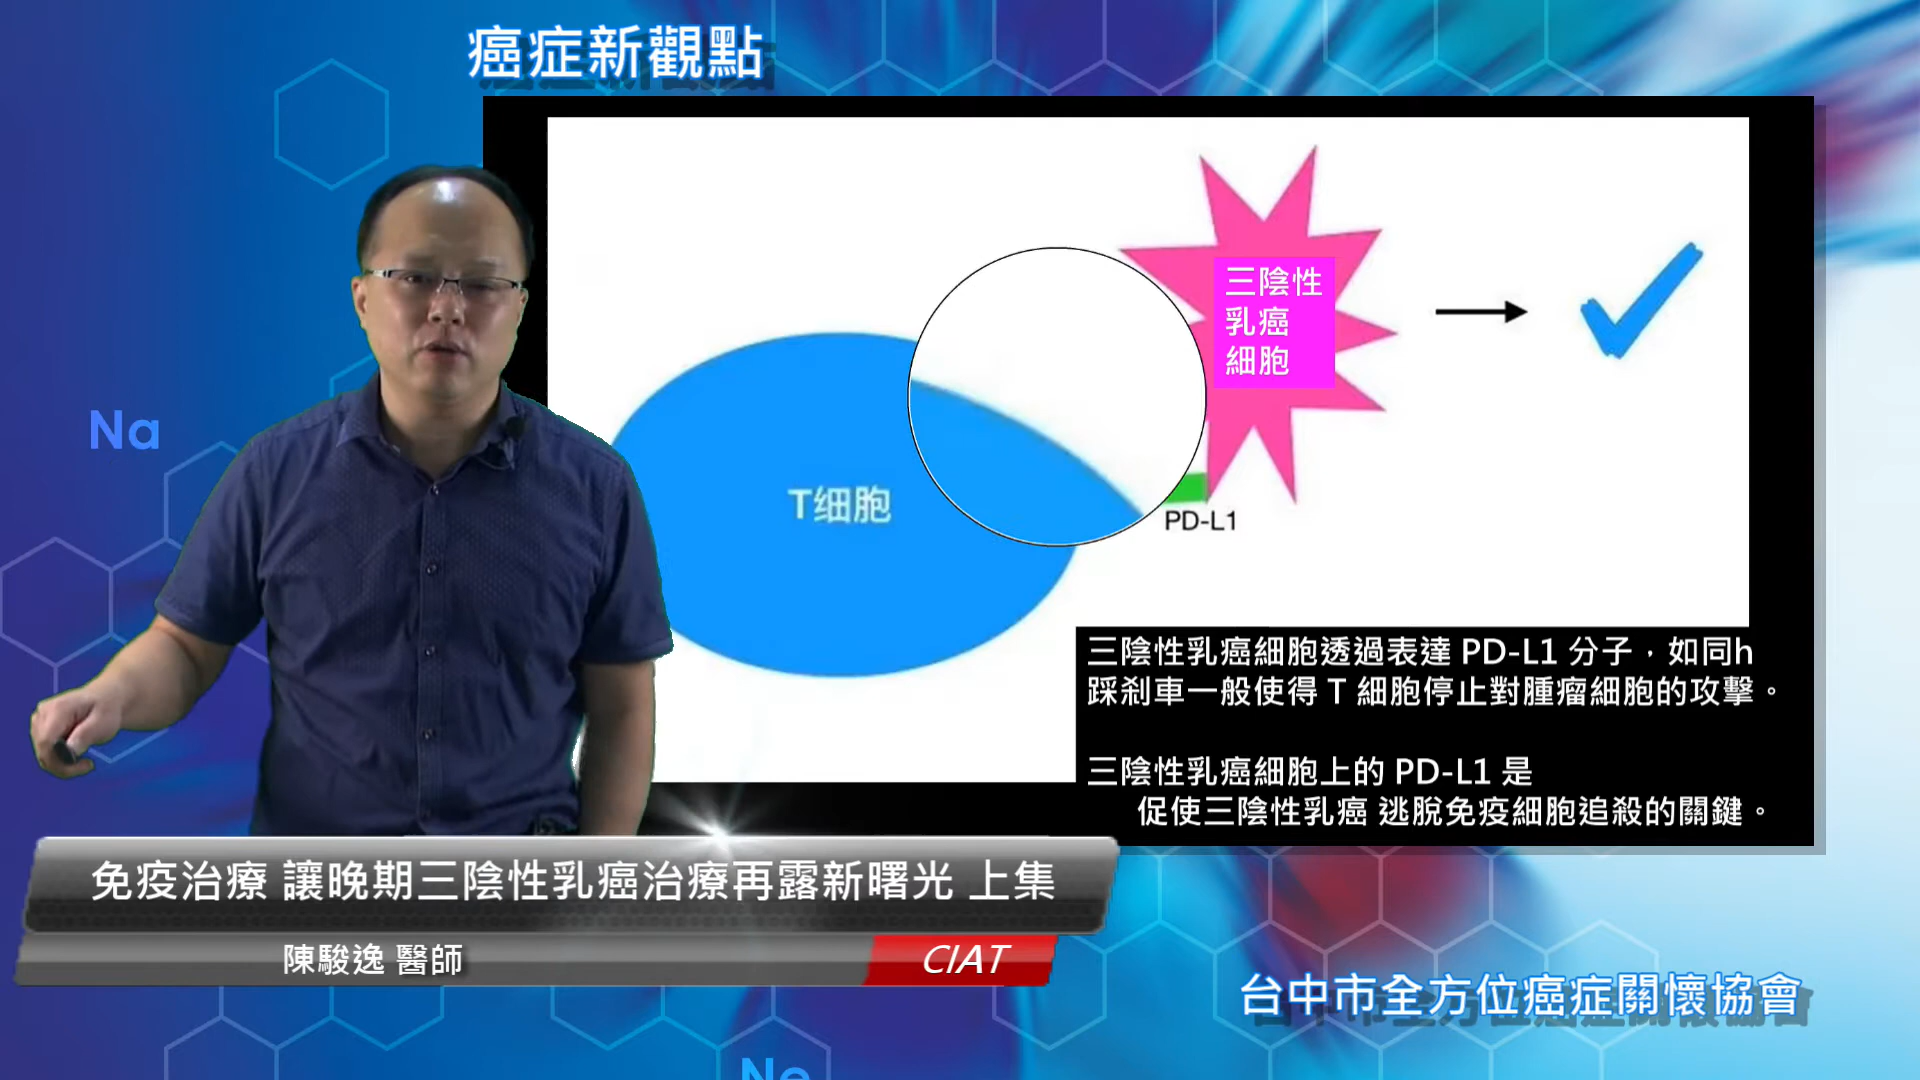 癌症新觀點
三陰性
乳癌
細胞
Na
T细胞
PD-L1
三陰性乳癌細胞透過表達 PD-L1 分子，如同h
踩剎車一般使得 T 細胞停止對腫瘤細胞的攻擊。
三陰性乳癌細胞上的 PD-L1 是
促使三陰性乳癌 逃脫免疫細胞追殺的關鍵。
免疫治療 讓晚期三陰性乳癌治療再露新曙光 上集
陳駿逸 醫師
CIAT
台中市全方位癌症關懷協會